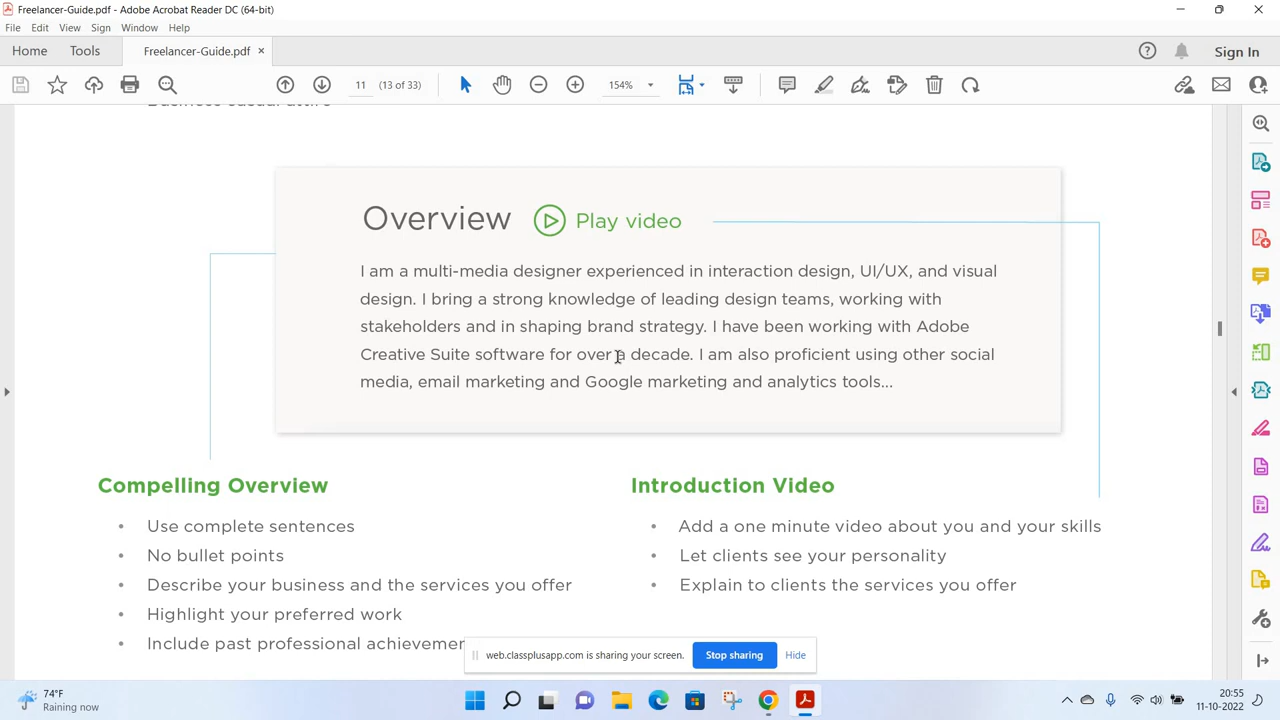 Freelancer-Guide.pdf - Adobe Acrobat Reader DC (64-bit)
File Edit View Sign Window Help
Home Tools Freelancer-Guide.pdf × Sign In
11 (13 of 33) 154%
Business casual attire
Overview Play video
I am a multi-media designer experienced in interaction design, UI/UX, and visual
design. I bring a strong knowledge of leading design teams, working with
stakeholders and in shaping brand strategy. I have been working with Adobe
Creative Suite software for over a decade. I am also proficient using other social
media, email marketing and Google marketing and analytics tools...
Compelling Overview
• Use complete sentences
• No bullet points
• Describe your business and the services you offer
• Highlight your preferred work
• Include past professional
Introduction Video
• Add a one minute video about you and your skills
• Let clients see your personality
• Explain to clients the services you offer
web.classplusapp.com is sharing your screen. Stop sharing Hide
74°F
Raining now
20:55
11-10-2022